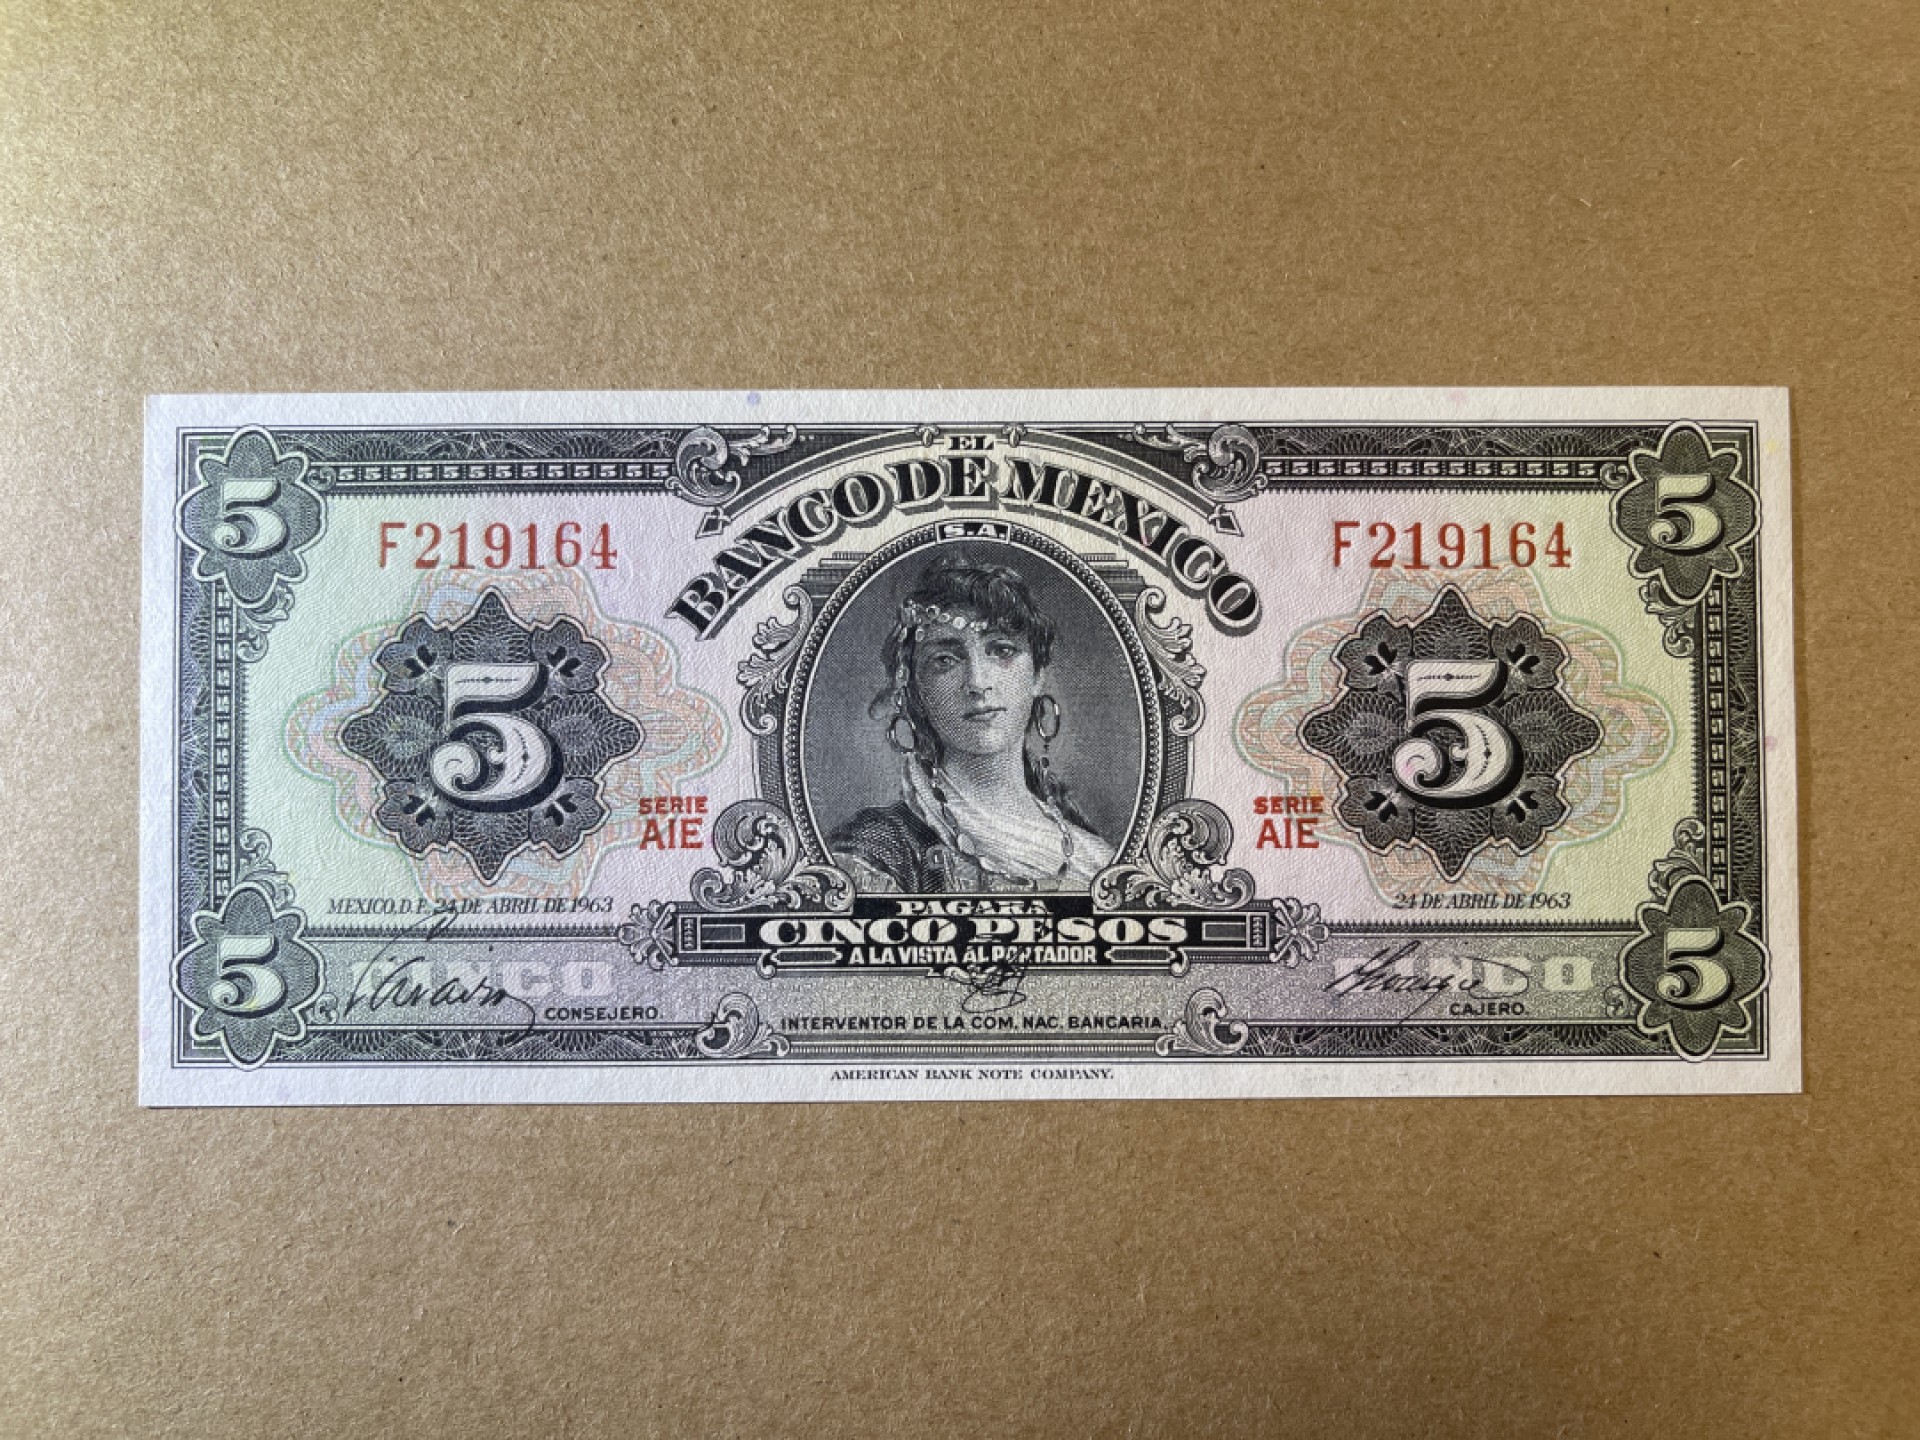 EL
BANCO DE MEXICO
S.A.
5 5
F219164 F219164
5 5
SERIE SERIE
AIE AIE
MEXICO, D.F., 24 DE ABRIL DE 1963 24 DE ABRIL DE 1963
PAGARA
CINCO PESOS
A LA VISTA AL PORTADOR
5 CINCO CINCO 5
CONSEJERO. CAJERO.
INTERVENTOR DE LA COM. NAC. BANCARIA.
AMERICAN BANK NOTE COMPANY.